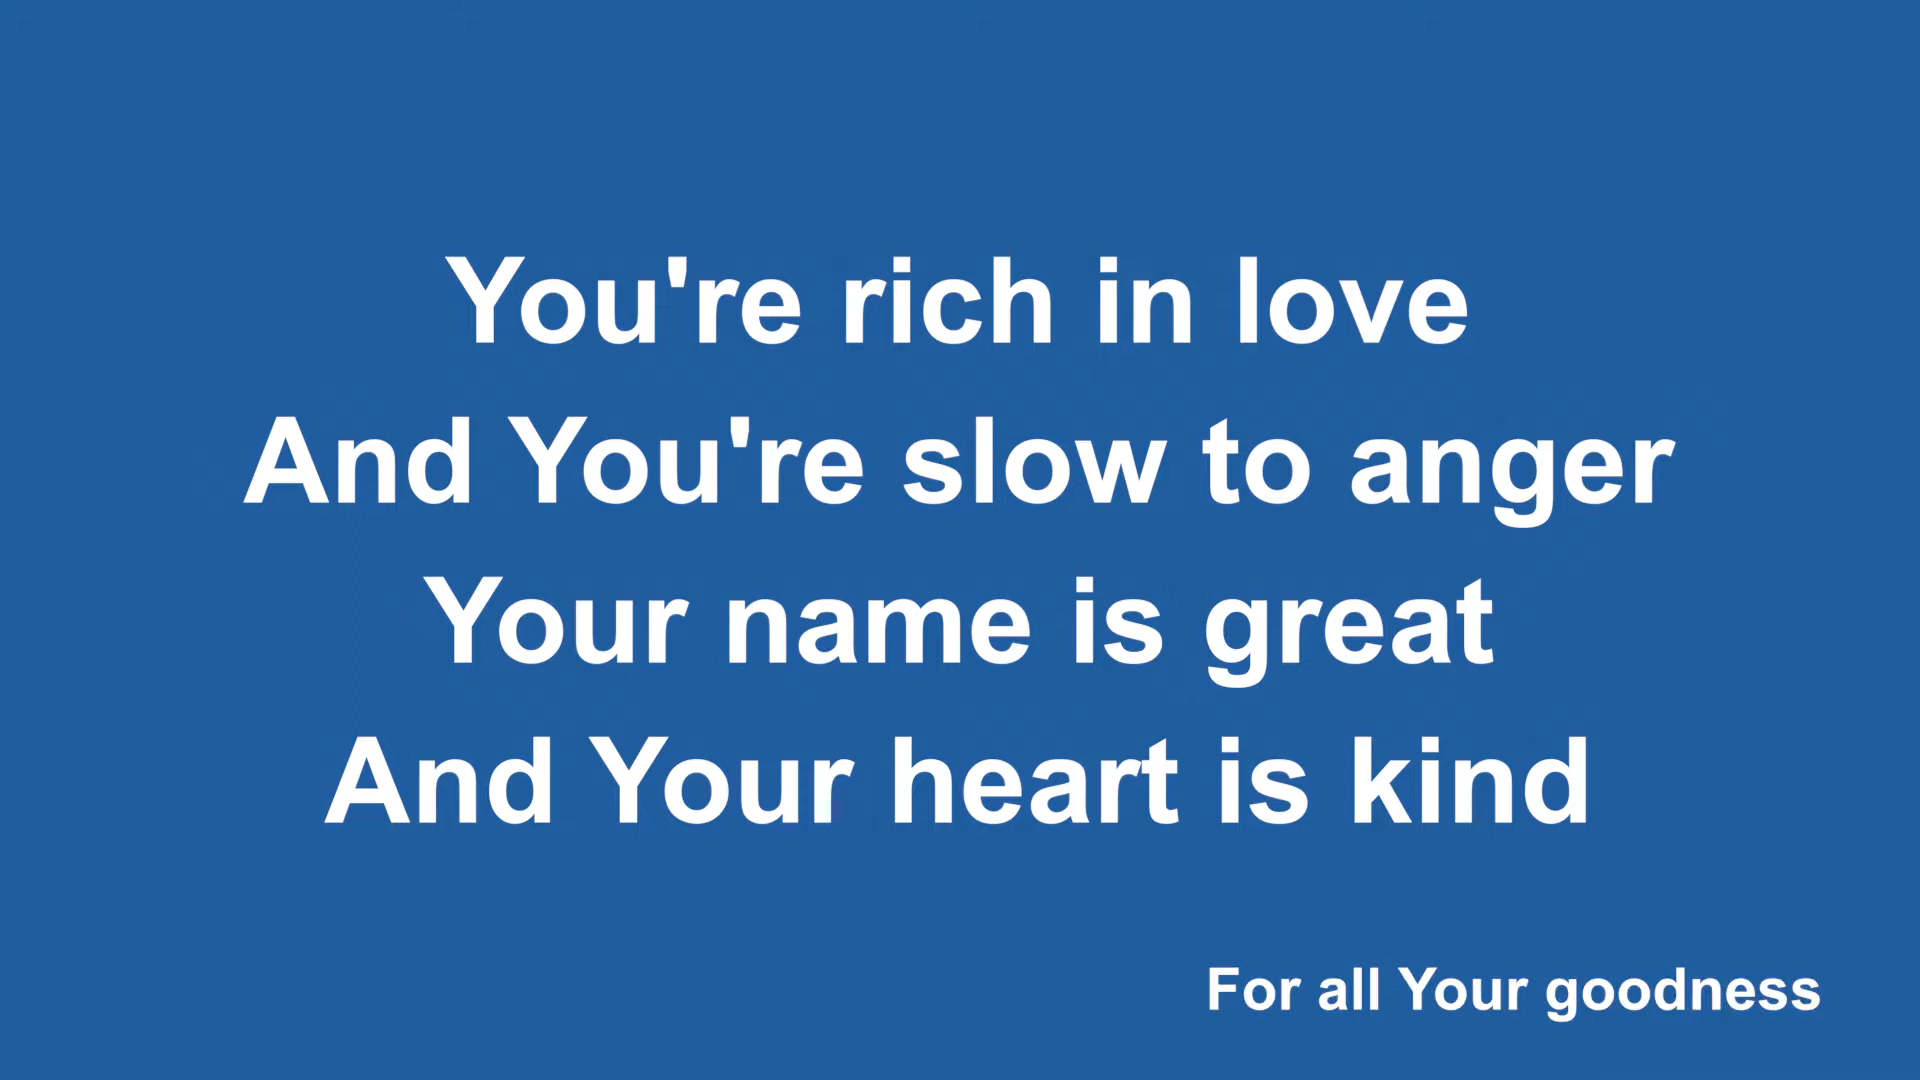 You're rich in love
And You're slow to anger
Your name is great
And Your heart is kind
For all Your goodness